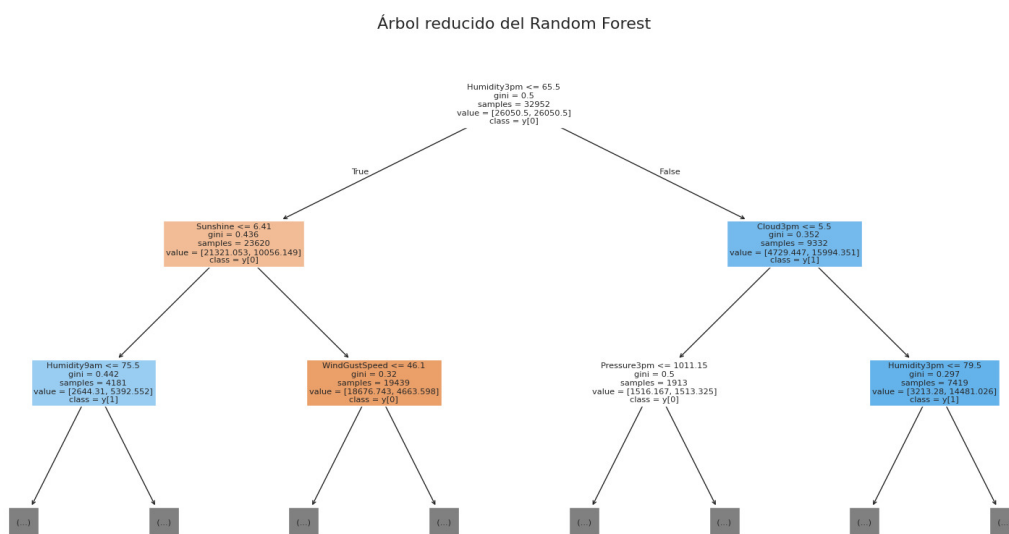 Árbol reducido del Random Forest
Humidity3pm <= 65.5
gini = 0.5
samples = 32952
value = [26050.5, 26050.5]
class = y[0]
True
False
Sunshine <= 6.41
gini = 0.436
samples = 23620
value = [21321.053, 10056.149]
class = y[0]
Cloud3pm <= 5.5
gini = 0.352
samples = 9332
value = [4729.447, 15994.351]
class = y[1]
Humidity9am <= 75.5
gini = 0.442
samples = 4181
value = [2644.31, 5392.552]
class = y[1]
WindGustSpeed <= 46.1
gini = 0.32
samples = 19439
value = [18676.743, 4663.598]
class = y[0]
Pressure3pm <= 1011.15
gini = 0.5
samples = 1913
value = [1516.167, 1513.325]
class = y[0]
Humidity3pm <= 79.5
gini = 0.297
samples = 7419
value = [3213.28, 14481.026]
class = y[1]
(...)
(...)
(...)
(...)
(...)
(...)
(...)
(...